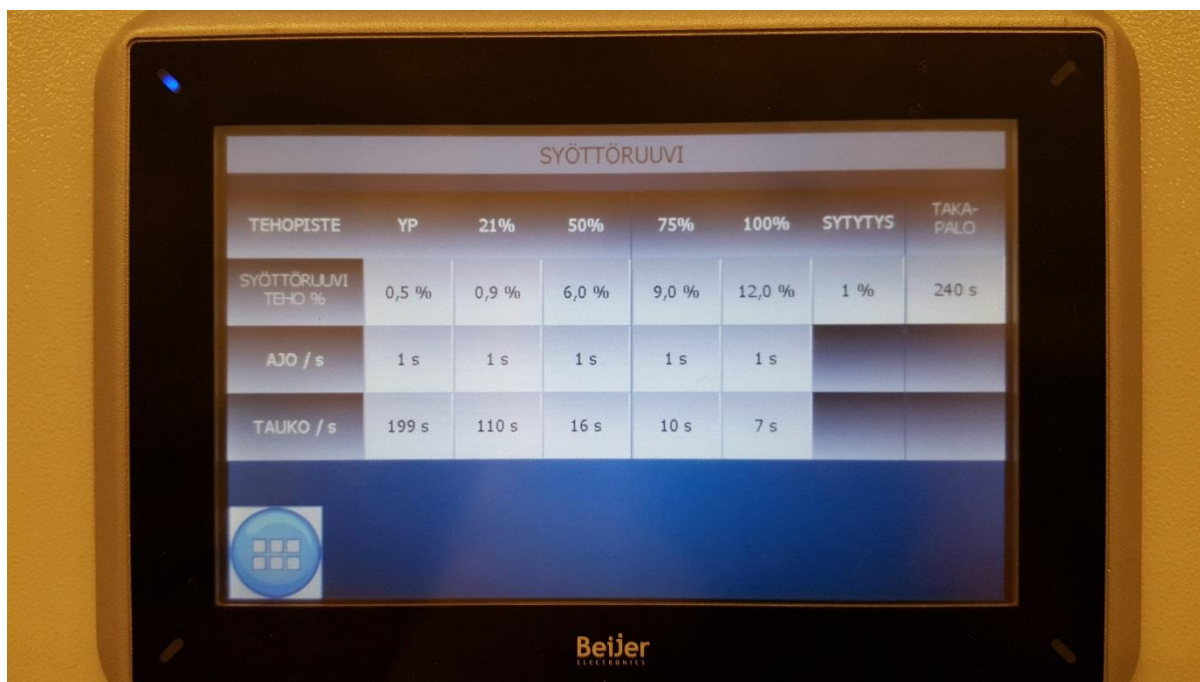 SYÖTTÖRUUVI
TEHOPISTE YP 21% 50% 75% 100% SYTYTYS TAKA-
PALO
SYÖTTÖRUUVI
TEHO % 0,5 % 0,9 % 6,0 % 9,0 % 12,0 % 1 % 240 s
AJO / s 1 s 1 s 1 s 1 s 1 s
TAUKO / s 199 s 110 s 16 s 10 s 7 s
Beijer
ELECTRONICS